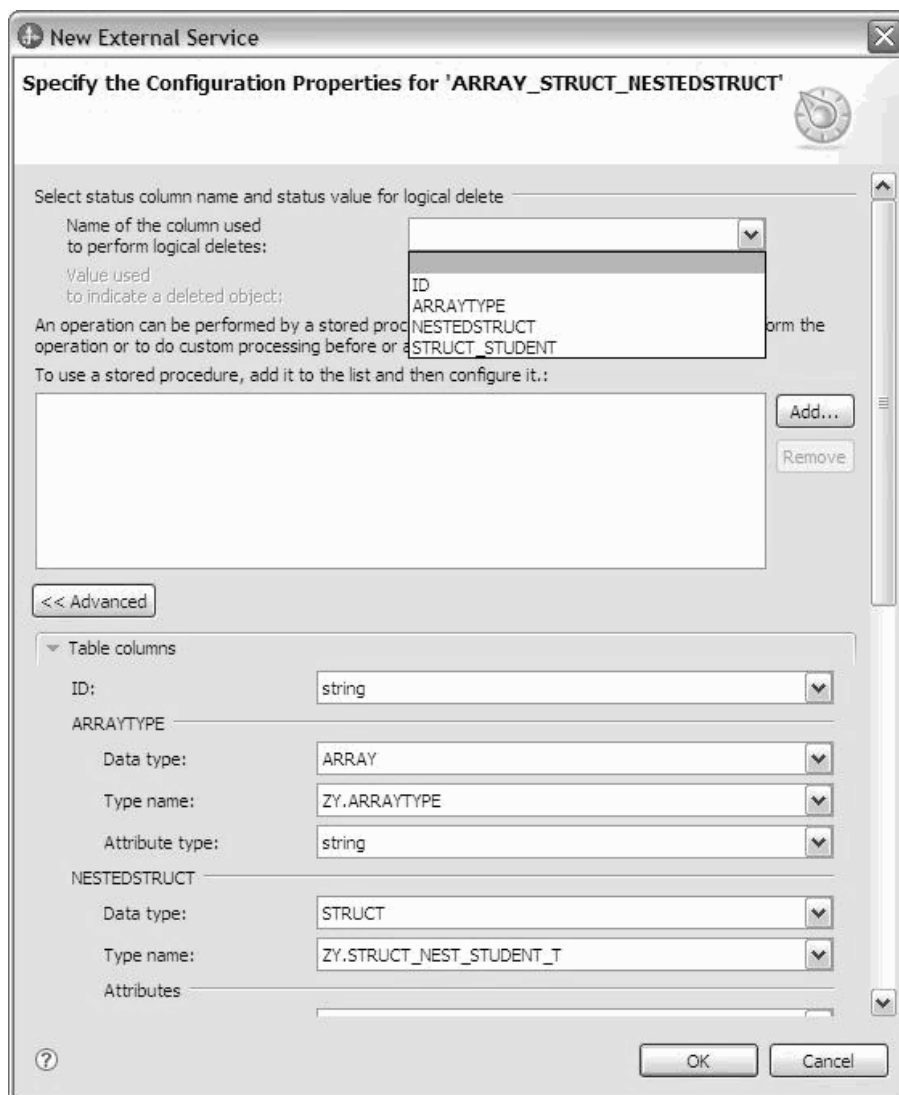 New External Service
Specify the Configuration Properties for 'ARRAY_STRUCT_NESTEDSTRUCT'
Select status column name and status value for logical delete
Name of the column used
to perform logical deletes:
Value used
to indicate a deleted object:
ID
ARRAYTYPE
NESTEDSTRUCT
STRUCT_STUDENT
An operation can be performed by a stored proc orm the
operation or to do custom processing before or a
To use a stored procedure, add it to the list and then configure it.:
Add...
Remove
<< Advanced
Table columns
ID: string
ARRAYTYPE
Data type: ARRAY
Type name: ZY.ARRAYTYPE
Attribute type: string
NESTEDSTRUCT
Data type: STRUCT
Type name: ZY.STRUCT_NEST_STUDENT_T
Attributes
?
OK Cancel